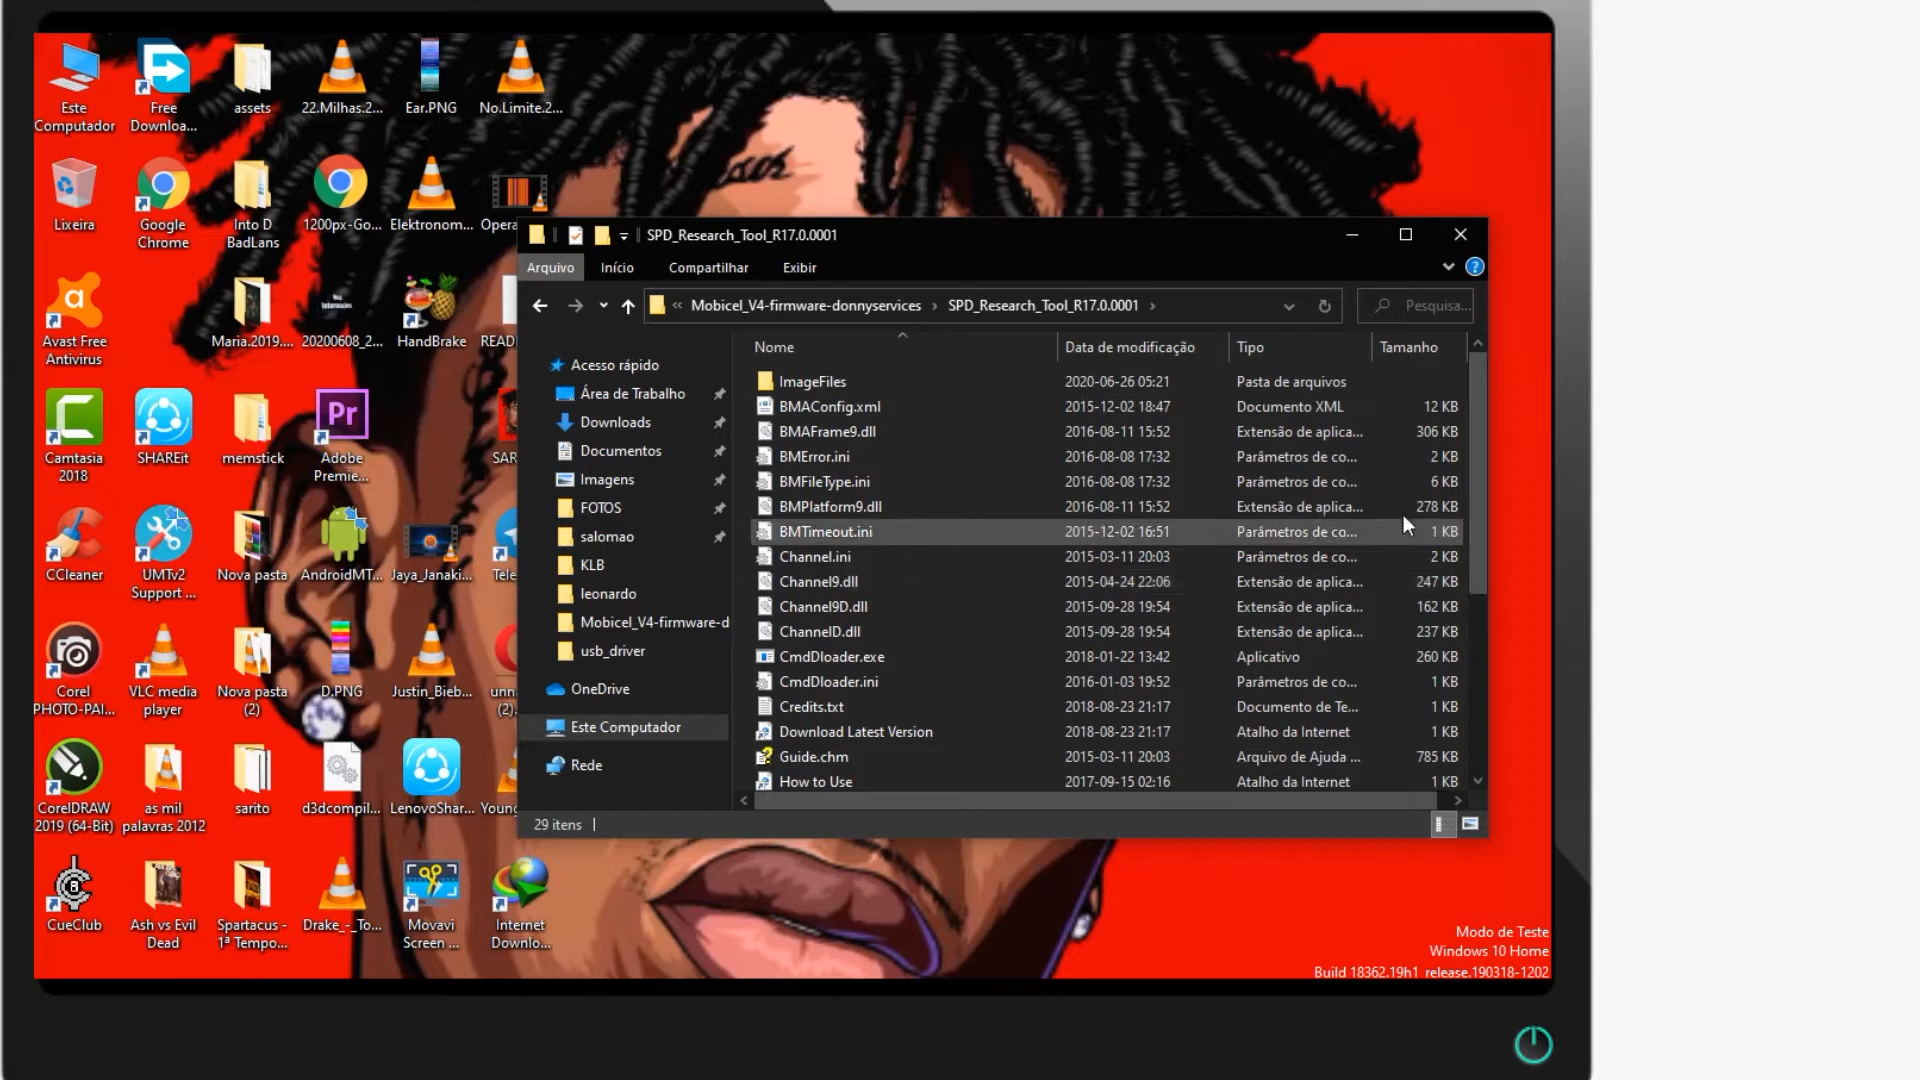 Este
Computador
Free
Downloa...
assets
22.Milhas.2...
Ear.PNG
No.Limite.2...
Lixeira
Google
Chrome
Into D
BadLans
1200px-Go...
Elektronom...
Opera
Avast Free
Antivirus
Maria.2019....
20200608_2...
HandBrake
READ
Camtasia
2018
SHAREit
memstick
Adobe
Premie...
Pr
SAR
CCleaner
UMTv2
Support ...
Nova pasta
AndroidMT...
Jaya_Janaki...
Tele
Corel
PHOTO-PAI...
VLC media
player
Nova pasta
(2)
D.PNG
Justin_Bieb...
unn
(2).
CorelDRAW
2019 (64-Bit)
as mil
palavras 2012
sarito
d3dcompil...
LenovoShar...
Young
CueClub
Ash vs Evil
Dead
Spartacus -
1ª Tempo...
Drake_-_To...
Movavi
Screen ...
Internet
Downlo...
SPD_Research_Tool_R17.0.0001
Arquivo Início Compartilhar Exibir
« Mobicel_V4-firmware-donnyservices › SPD_Research_Tool_R17.0.0001 ›
Pesquisa...
Acesso rápido
Área de Trabalho
Downloads
Documentos
Imagens
FOTOS
salomao
KLB
leonardo
Mobicel_V4-firmware-d
usb_driver
OneDrive
Este Computador
Rede
Nome Data de modificação Tipo Tamanho
ImageFiles 2020-06-26 05:21 Pasta de arquivos
BMAConfig.xml 2015-12-02 18:47 Documento XML 12 KB
BMAFrame9.dll 2016-08-11 15:52 Extensão de aplica... 306 KB
BMError.ini 2016-08-08 17:32 Parâmetros de co... 2 KB
BMFileType.ini 2016-08-08 17:32 Parâmetros de co... 6 KB
BMPlatform9.dll 2016-08-11 15:52 Extensão de aplica... 278 KB
BMTimeout.ini 2015-12-02 16:51 Parâmetros de co... 1 KB
Channel.ini 2015-03-11 20:03 Parâmetros de co... 2 KB
Channel9.dll 2015-04-24 22:06 Extensão de aplica... 247 KB
Channel9D.dll 2015-09-28 19:54 Extensão de aplica... 162 KB
ChannelD.dll 2015-09-28 19:54 Extensão de aplica... 237 KB
CmdDloader.exe 2018-01-22 13:42 Aplicativo 260 KB
CmdDloader.ini 2016-01-03 19:52 Parâmetros de co... 1 KB
Credits.txt 2018-08-23 21:17 Documento de Te... 1 KB
Download Latest Version 2018-08-23 21:17 Atalho da Internet 1 KB
Guide.chm 2015-03-11 20:03 Arquivo de Ajuda ... 785 KB
How to Use 2017-09-15 02:16 Atalho da Internet 1 KB
29 itens
Modo de Teste
Windows 10 Home
Build 18362.19h1_release.190318-1202